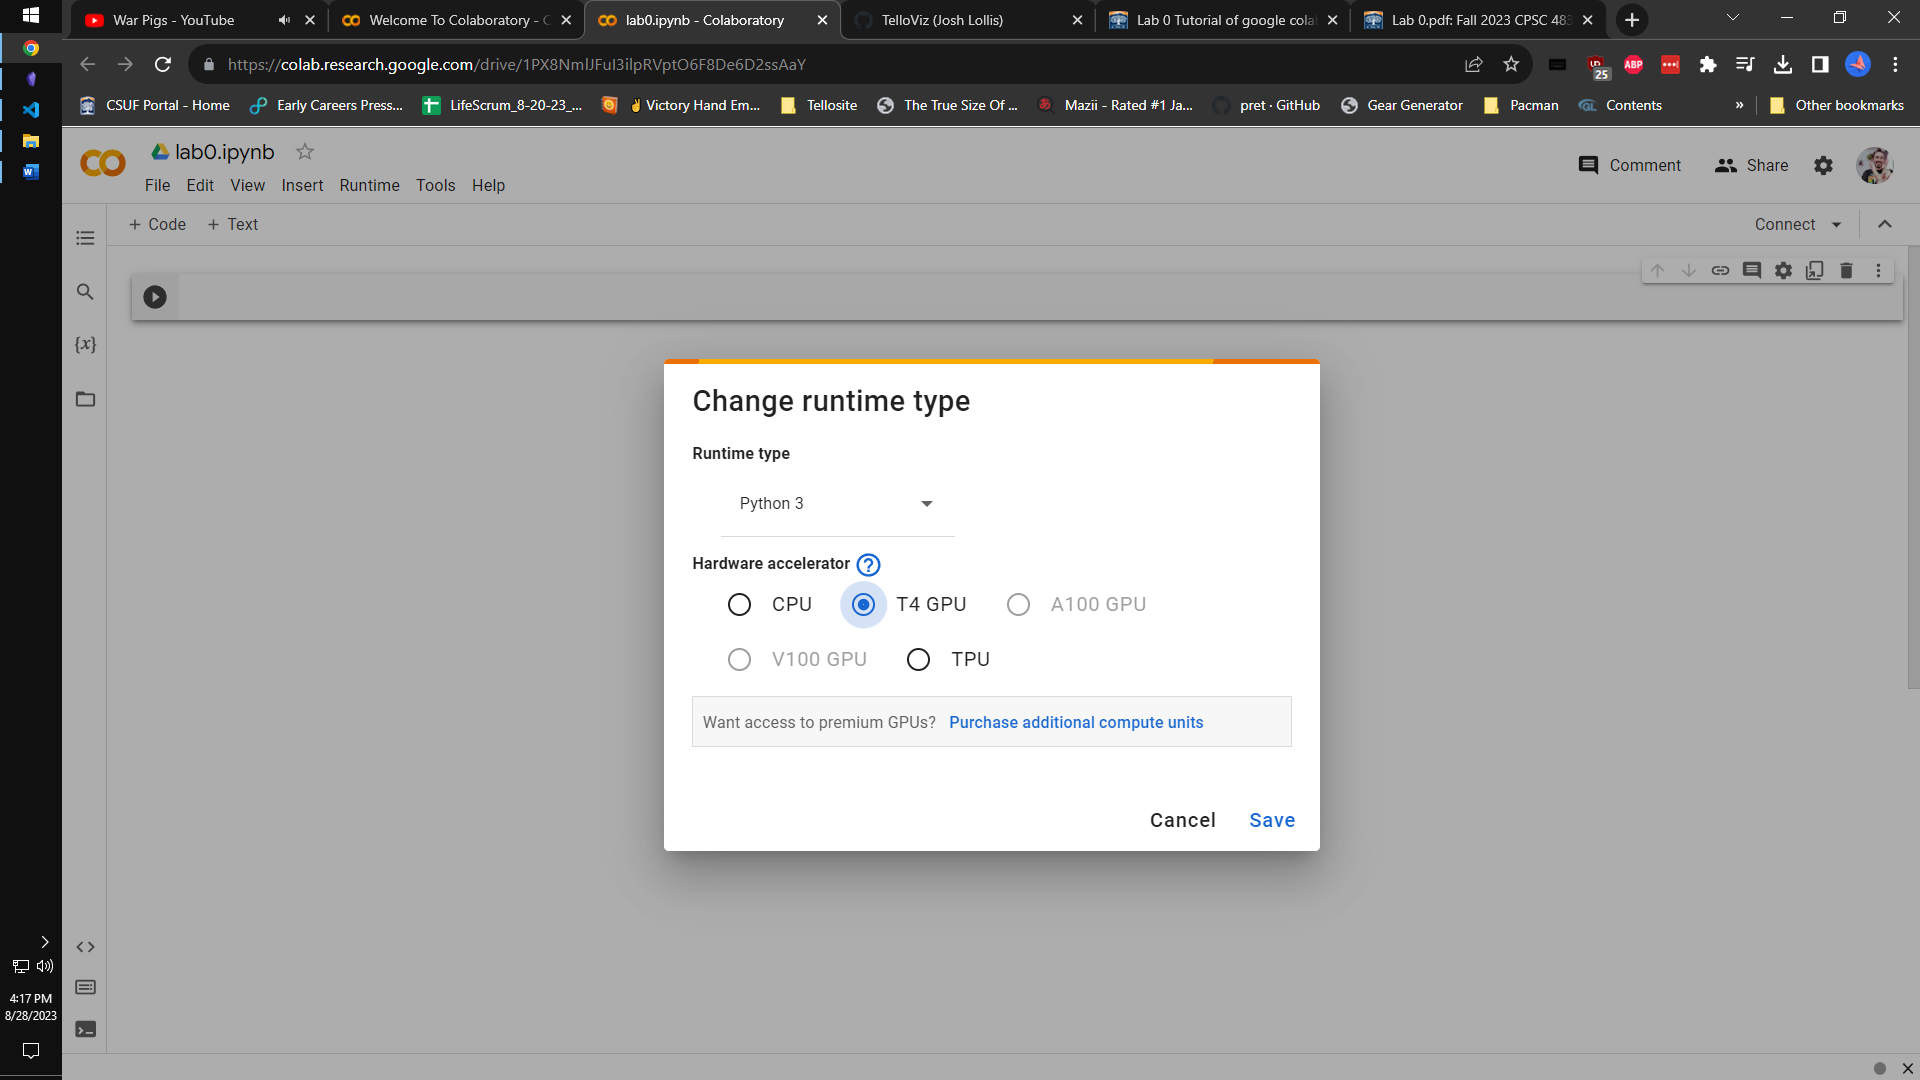 War Pigs - YouTube
Welcome To Colaboratory - C
lab0.ipynb - Colaboratory
TelloViz (Josh Lollis)
Lab 0 Tutorial of google cola
Lab 0.pdf: Fall 2023 CPSC 483
https://colab.research.google.com/drive/1PX8NmlJFuI3ilpRVptO6F8De6D2ssAaY
25
ABP
CSUF Portal - Home
Early Careers Press...
LifeScrum_8-20-23_...
Victory Hand Em...
Tellosite
The True Size Of ...
Mazii - Rated #1 Ja...
pret · GitHub
Gear Generator
Pacman
GL Contents
»
Other bookmarks
lab0.ipynb
Comment
Share
File Edit View Insert Runtime Tools Help
+ Code + Text
Connect
{x}
Change runtime type
Runtime type
Python 3
Hardware accelerator ?
CPU T4 GPU A100 GPU
V100 GPU TPU
Want access to premium GPUs? Purchase additional compute units
Cancel Save
4:17 PM
8/28/2023